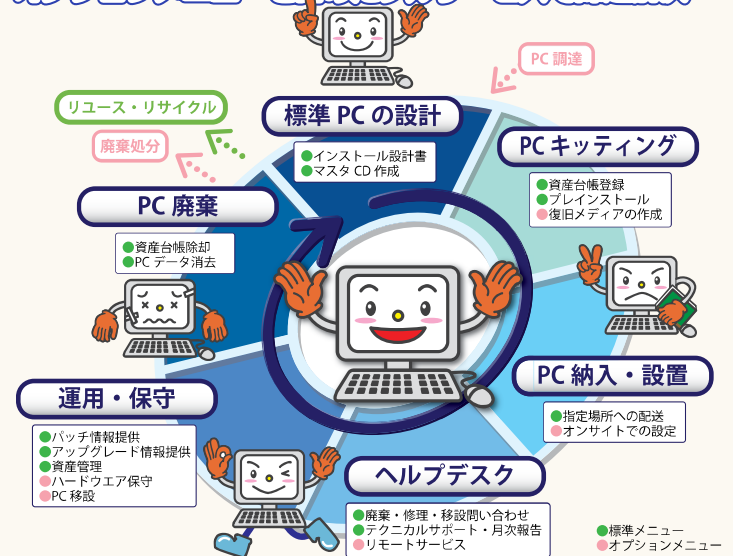 PC 調達
リユース・リサイクル
廃棄処分
標準 PC の設計
●インストール設計書
●マスタ CD 作成
PC キッティング
●資産台帳登録
●プレインストール
●復旧メディアの作成
PC 廃棄
●資産台帳除却
●PC データ消去
PC 納入・設置
●指定場所への配送
●オンサイトでの設定
運用・保守
●パッチ情報提供
●アップグレード情報提供
●資産管理
●ハードウエア保守
●PC 移設
ヘルプデスク
●廃棄・修理・移設問い合わせ
●テクニカルサポート・月次報告
●リモートサービス
●標準メニュー
●オプションメニュー